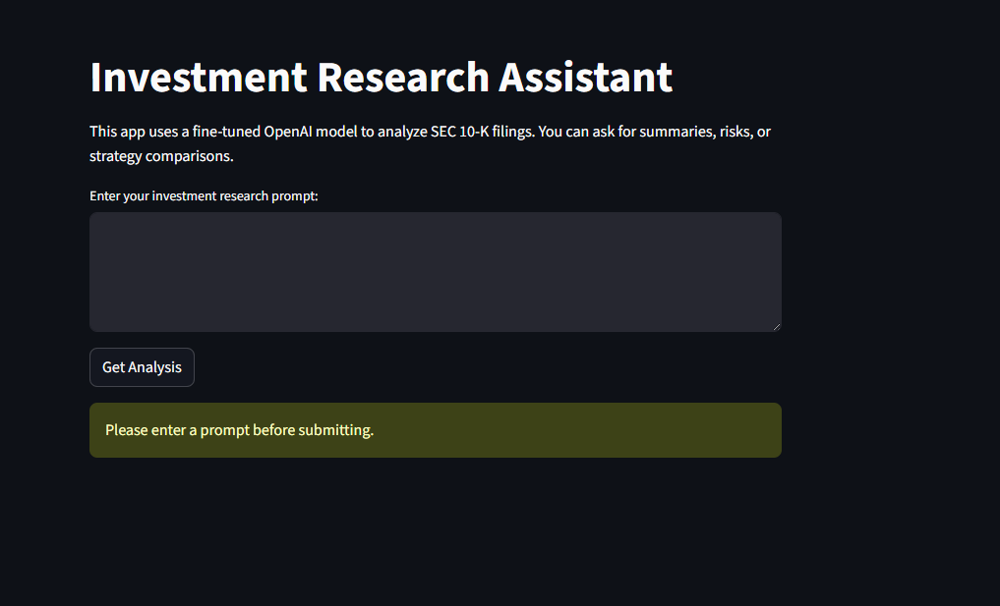 Investment Research Assistant
This app uses a fine-tuned OpenAI model to analyze SEC 10-K filings. You can ask for summaries, risks, or
strategy comparisons.
Enter your investment research prompt:
Get Analysis
Please enter a prompt before submitting.